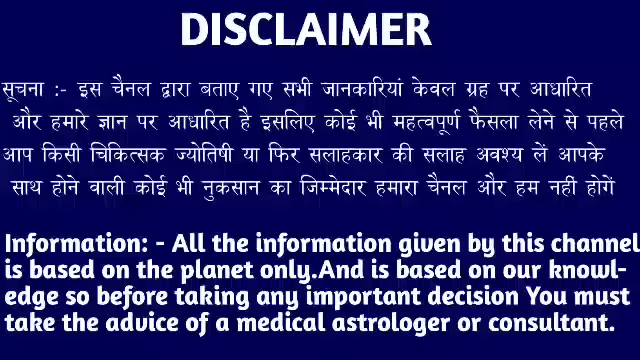 DISCLAIMER
सूचना :- इस चैनल द्वारा बताए गए सभी जानकारियां केवल ग्रह पर आधारित
और हमारे ज्ञान पर आधारित है इसलिए कोई भी महत्वपूर्ण फैसला लेने से पहले
आप किसी चिकित्सक ज्योतिषी या फिर सलाहकार की सलाह अवश्य लें आपके
साथ होने वाली कोई भी नुकसान का जिम्मेदार हमारा चैनल और हम नहीं होगें
Information: - All the information given by this channel
is based on the planet only.And is based on our knowl-
edge so before taking any important decision You must
take the advice of a medical astrologer or consultant.